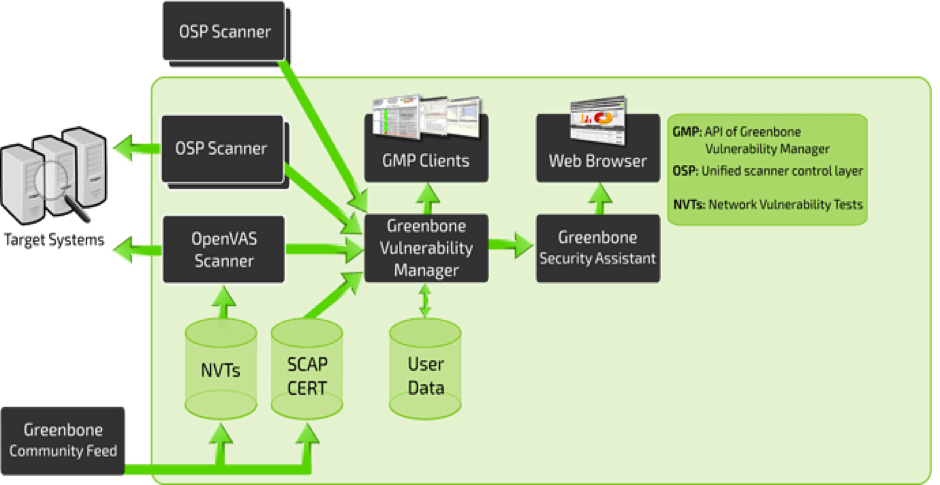 OSP Scanner
OSP Scanner
Target Systems
OpenVAS
Scanner
GMP Clients
Web Browser
GMP: API of Greenbone
Vulnerability Manager
OSP: Unified scanner control layer
NVTs: Network Vulnerability Tests
Greenbone
Vulnerability
Manager
Greenbone
Security Assistant
NVTs
SCAP
CERT
User
Data
Greenbone
Community Feed